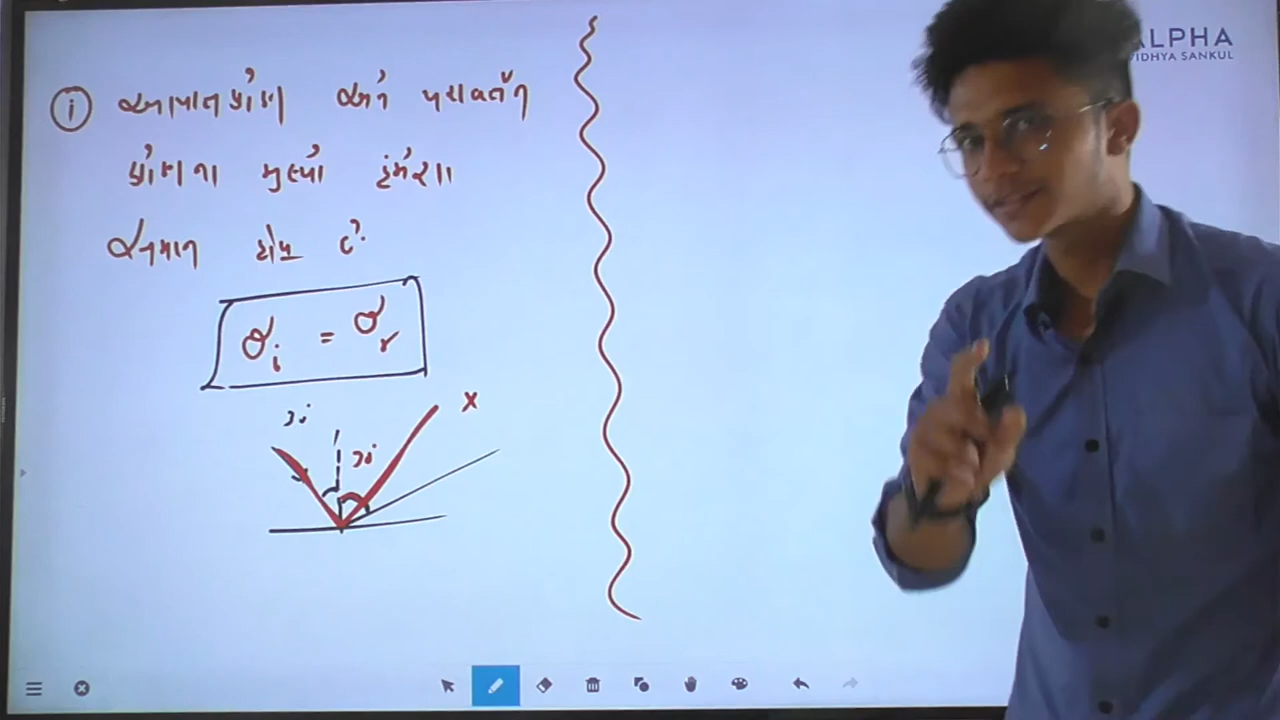 ALPHA
VIDHYA SANKUL
i આપાતકોણ અને પરાવર્તન
કોણના મુલ્યો હંમેશા
સમાન હોય છે.
θi = θr
30
30
x